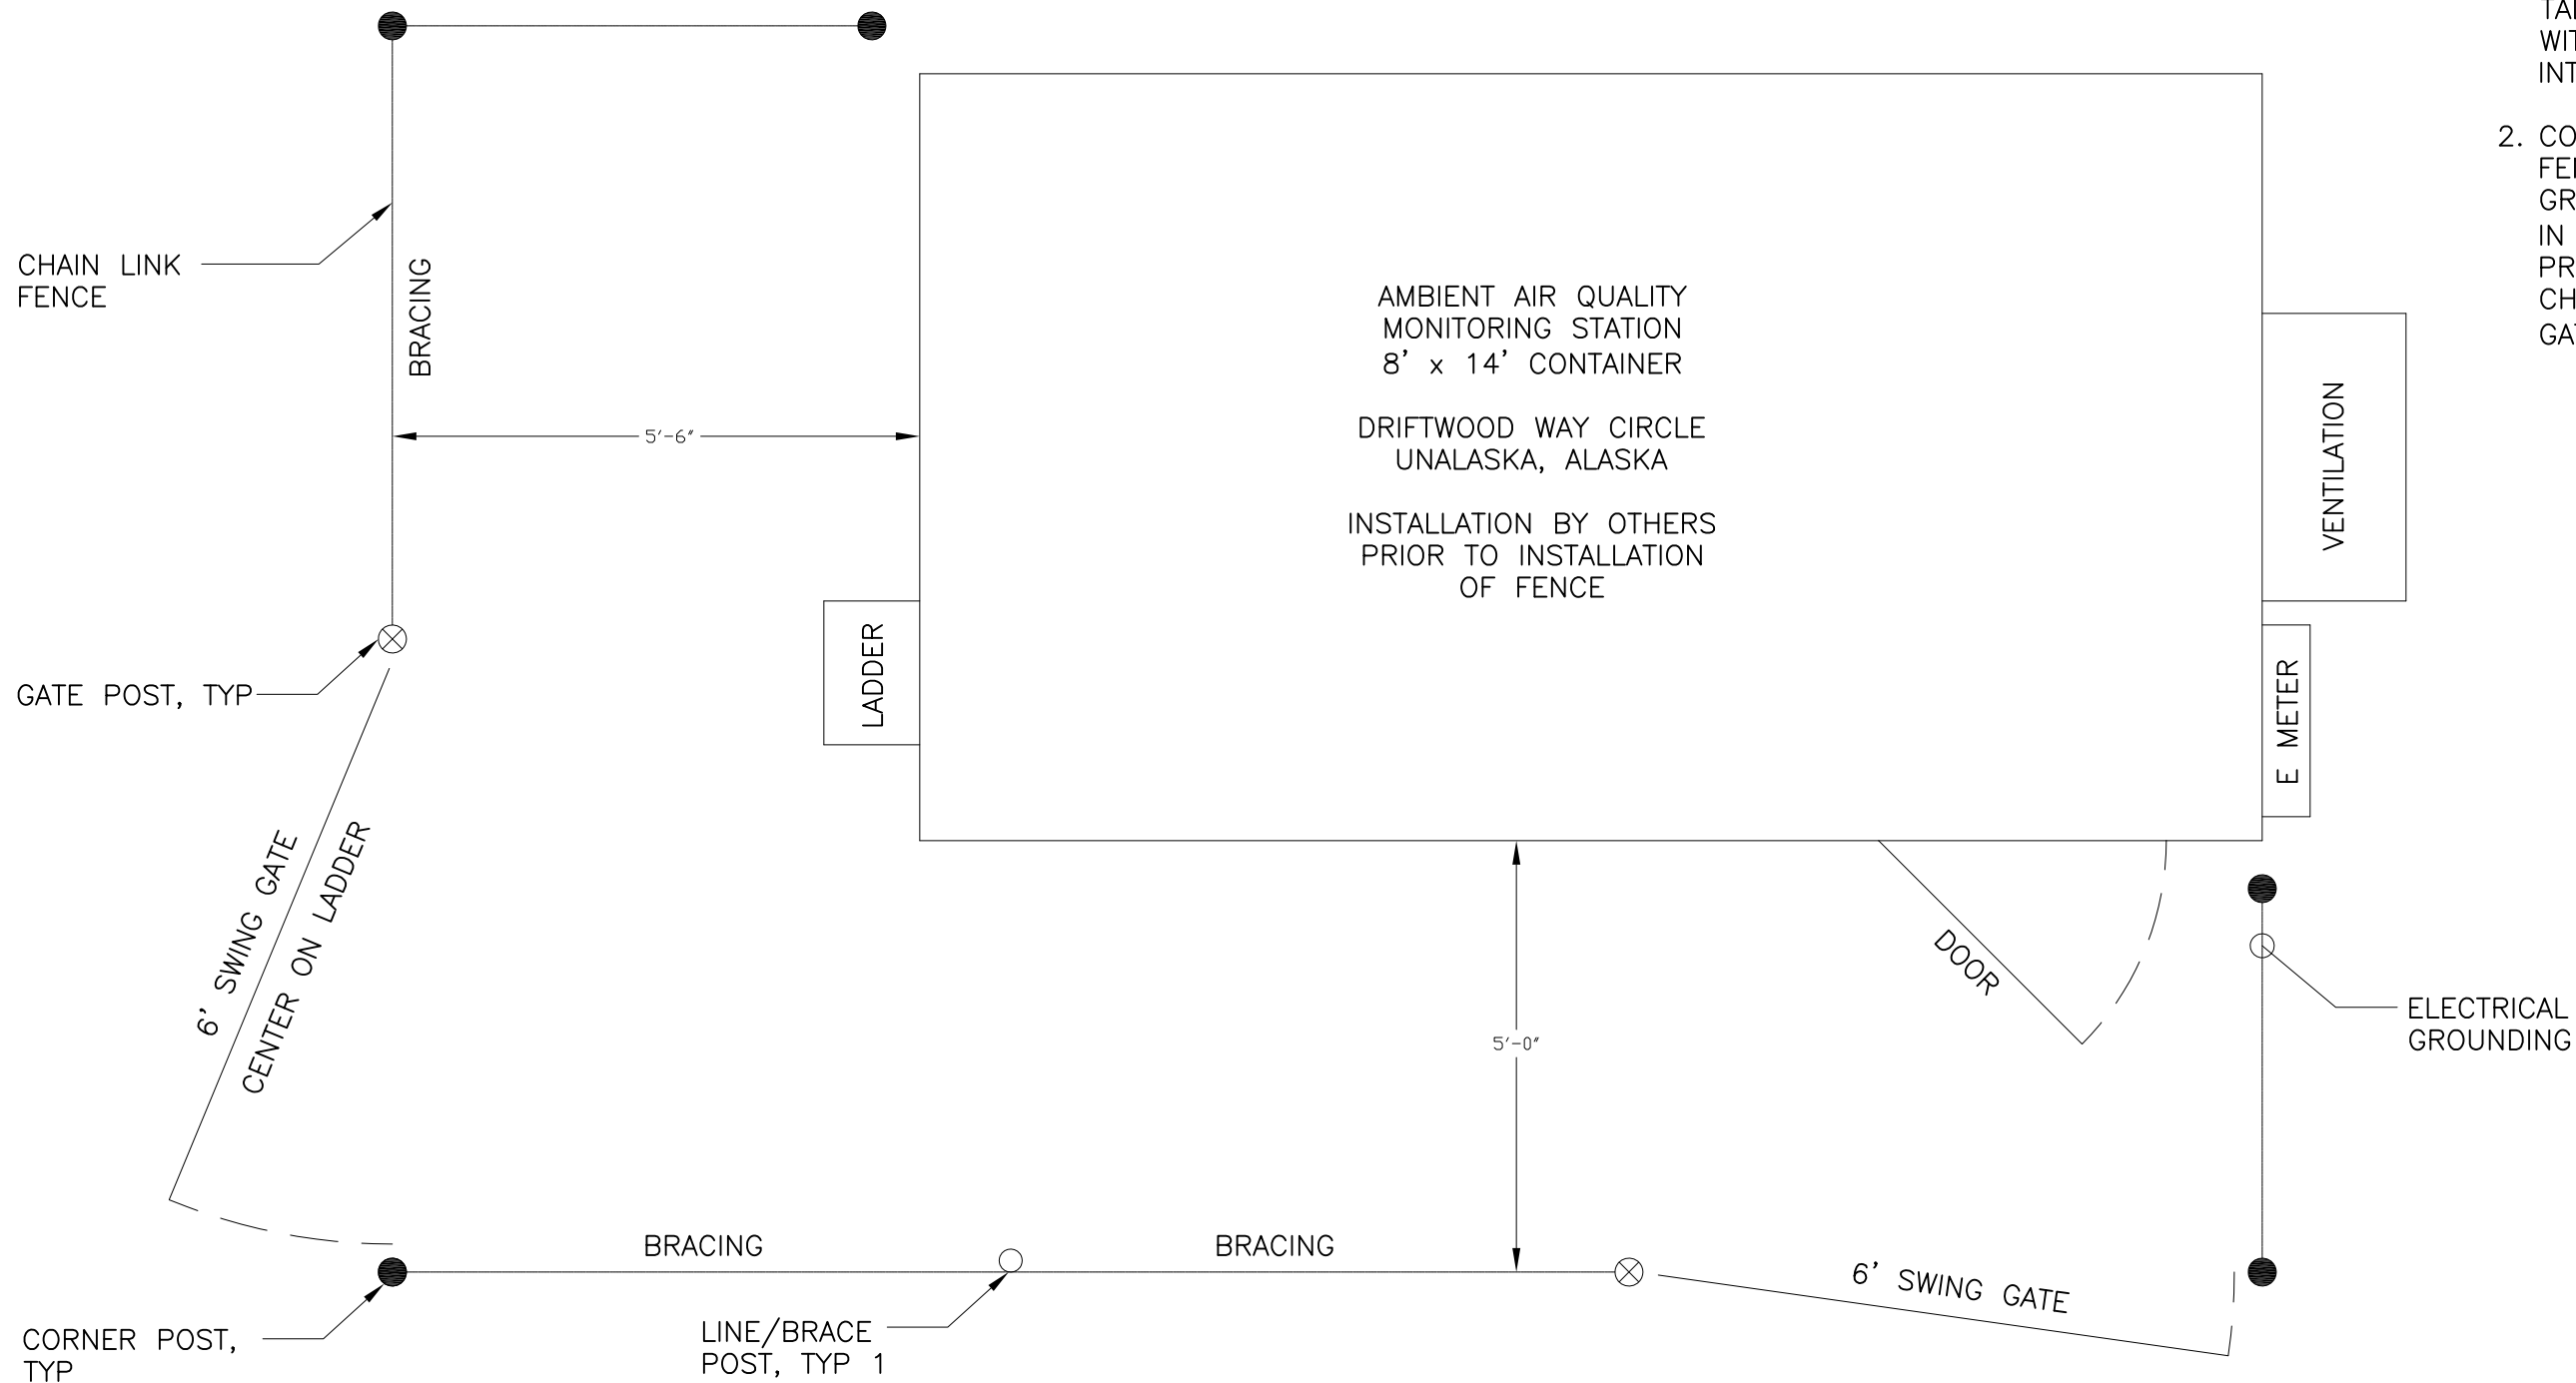 CHAIN LINK
FENCE
BRACING
5'-6"
GATE POST, TYP
6' SWING GATE
CENTER ON LADDER
LADDER
AMBIENT AIR QUALITY
MONITORING STATION
8' x 14' CONTAINER
DRIFTWOOD WAY CIRCLE
UNALASKA, ALASKA
INSTALLATION BY OTHERS
PRIOR TO INSTALLATION
OF FENCE
VENTILATION
E METER
DOOR
5'-0"
ELECTRICAL
GROUNDING
BRACING
BRACING
6' SWING GATE
CORNER POST,
TYP
LINE/BRACE
POST, TYP 1
2.
IN